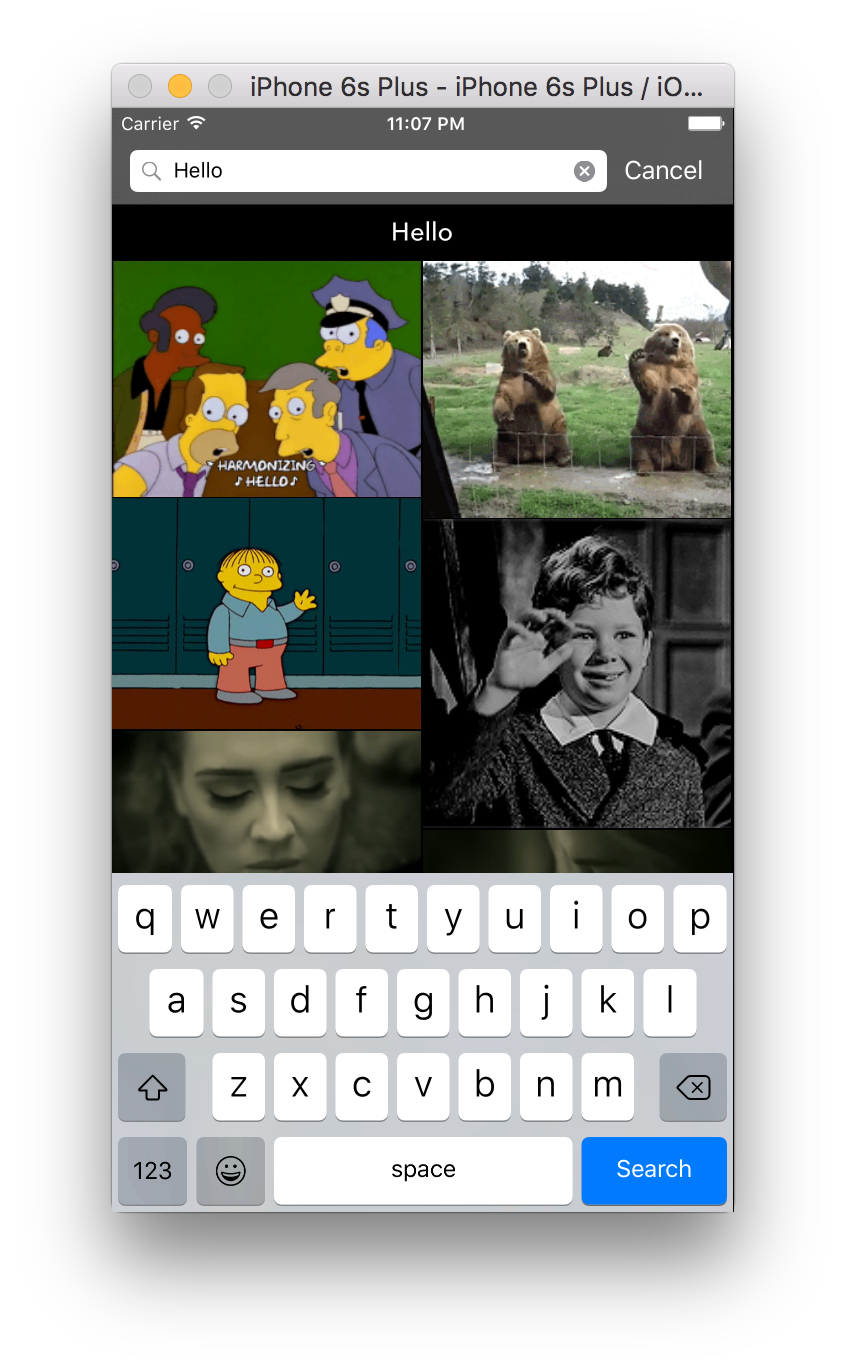 iPhone 6s Plus - iPhone 6s Plus / iO...
Carrier 11:07 PM
Hello Cancel
Hello
♪ HARMONIZING ♪
♪ HELLO ♪
q w e r t y u i o p
a s d f g h j k l
z x c v b n m
123 space Search